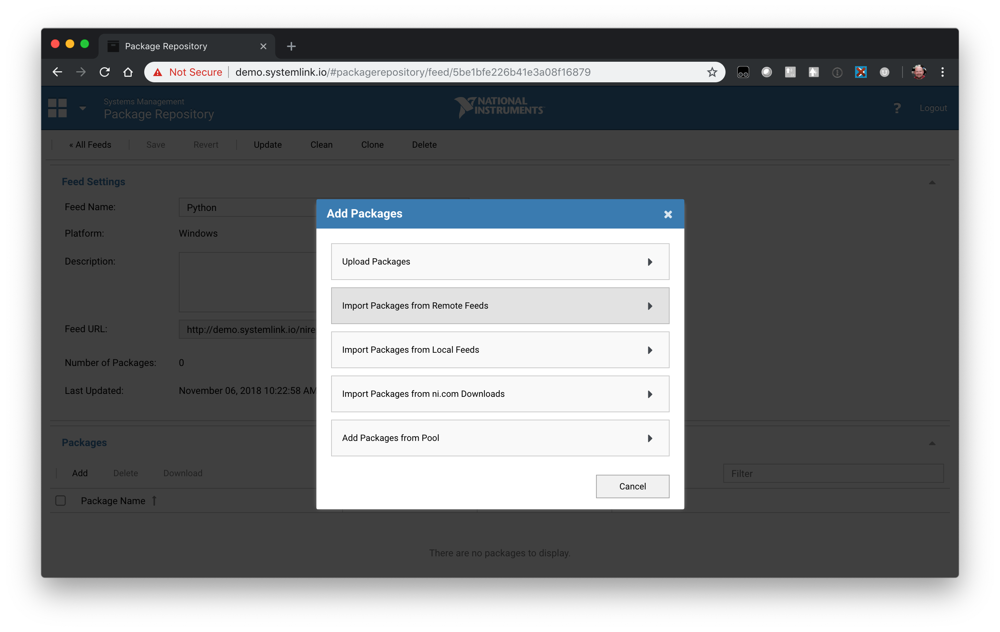 Package Repository
Not Secure demo.systemlink.io/#packagerepository/feed/5be1bfe226b41e3a08f16879
Systems Management
Package Repository
NATIONAL
INSTRUMENTS™
? Logout
« All Feeds Save Revert Update Clean Clone Delete
Feed Settings
Feed Name: Python
Platform: Windows
Description:
Feed URL: http://demo.systemlink.io/nire
Number of Packages: 0
Last Updated: November 06, 2018 10:22:58 AM
Add Packages
Upload Packages
Import Packages from Remote Feeds
Import Packages from Local Feeds
Import Packages from ni.com Downloads
Add Packages from Pool
Cancel
Packages
Add Delete Download Filter
Package Name ↑
There are no packages to display.